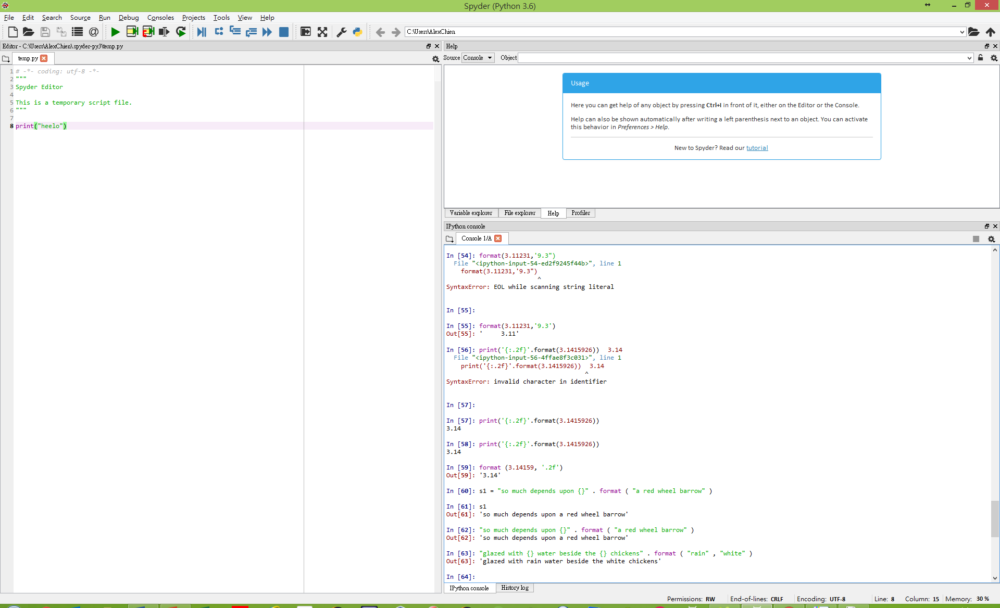 Spyder (Python 3.6)
File Edit Search Source Run Debug Consoles Projects Tools View Help
C:\Users\AlexChien
Editor - C:\Users\AlexChien\.spyder-py3\temp.py
temp.py
1 # -*- coding: utf-8 -*-
2 """
3 Spyder Editor
4
5 This is a temporary script file.
6 """
7
8 print("heelo")
Help
Source Console Object
Usage
Here you can get help of any object by pressing Ctrl+I in front of it, either on the Editor or the Console.
Help can also be shown automatically after writing a left parenthesis next to an object. You can activate
this behavior in Preferences > Help.
New to Spyder? Read our tutorial
Variable explorer File explorer Help Profiler
IPython console
Console 1/A
In [54]: format(3.11231,'9.3")
File "<ipython-input-54-ed2f9245f44b>", line 1
format(3.11231,'9.3")
^
SyntaxError: EOL while scanning string literal
In [55]:
In [55]: format(3.11231,'9.3')
Out[55]: '     3.11'
In [56]: print('{:.2f}'.format(3.1415926))  3.14
File "<ipython-input-56-4ffae8f3c031>", line 1
print('{:.2f}'.format(3.1415926))  3.14
^
SyntaxError: invalid character in identifier
In [57]:
In [57]: print('{:.2f}'.format(3.1415926))
3.14
In [58]: print('{:.2f}'.format(3.1415926))
3.14
In [59]: format (3.14159, '.2f')
Out[59]: '3.14'
In [60]: s1 = "so much depends upon {}" . format ( "a red wheel barrow" )
In [61]: s1
Out[61]: 'so much depends upon a red wheel barrow'
In [62]: "so much depends upon {}" . format ( "a red wheel barrow" )
Out[62]: 'so much depends upon a red wheel barrow'
In [63]: "glazed with {} water beside the {} chickens" . format ( "rain" , "white" )
Out[63]: 'glazed with rain water beside the white chickens'
In [64]:
IPython console History log
Permissions: RW End-of-lines: CRLF Encoding: UTF-8 Line: 8 Column: 15 Memory: 30 %